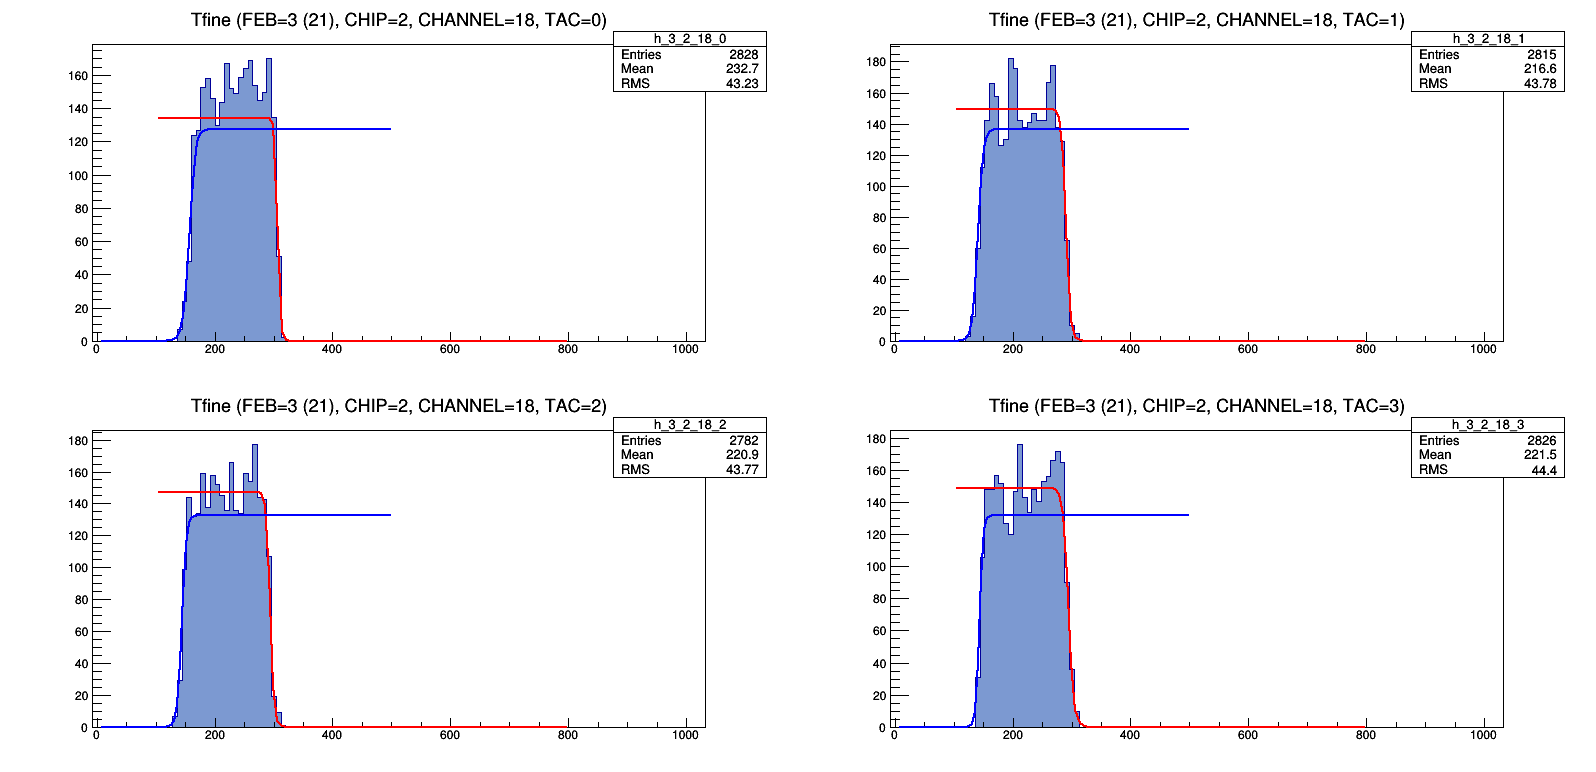 Tfine (FEB=3 (21), CHIP=2, CHANNEL=18, TAC=0)
h_3_2_18_0
Entries 2828
Mean 232.7
RMS 43.23
160
140
120
100
80
60
40
20
0
0 200 400 600 800 1000
Tfine (FEB=3 (21), CHIP=2, CHANNEL=18, TAC=1)
h_3_2_18_1
Entries 2815
Mean 216.6
RMS 43.78
180
160
140
120
100
80
60
40
20
0
0 200 400 600 800 1000
Tfine (FEB=3 (21), CHIP=2, CHANNEL=18, TAC=2)
h_3_2_18_2
Entries 2782
Mean 220.9
RMS 43.77
180
160
140
120
100
80
60
40
20
0
0 200 400 600 800 1000
Tfine (FEB=3 (21), CHIP=2, CHANNEL=18, TAC=3)
h_3_2_18_3
Entries 2826
Mean 221.5
RMS 44.4
180
160
140
120
100
80
60
40
20
0
0 200 400 600 800 1000